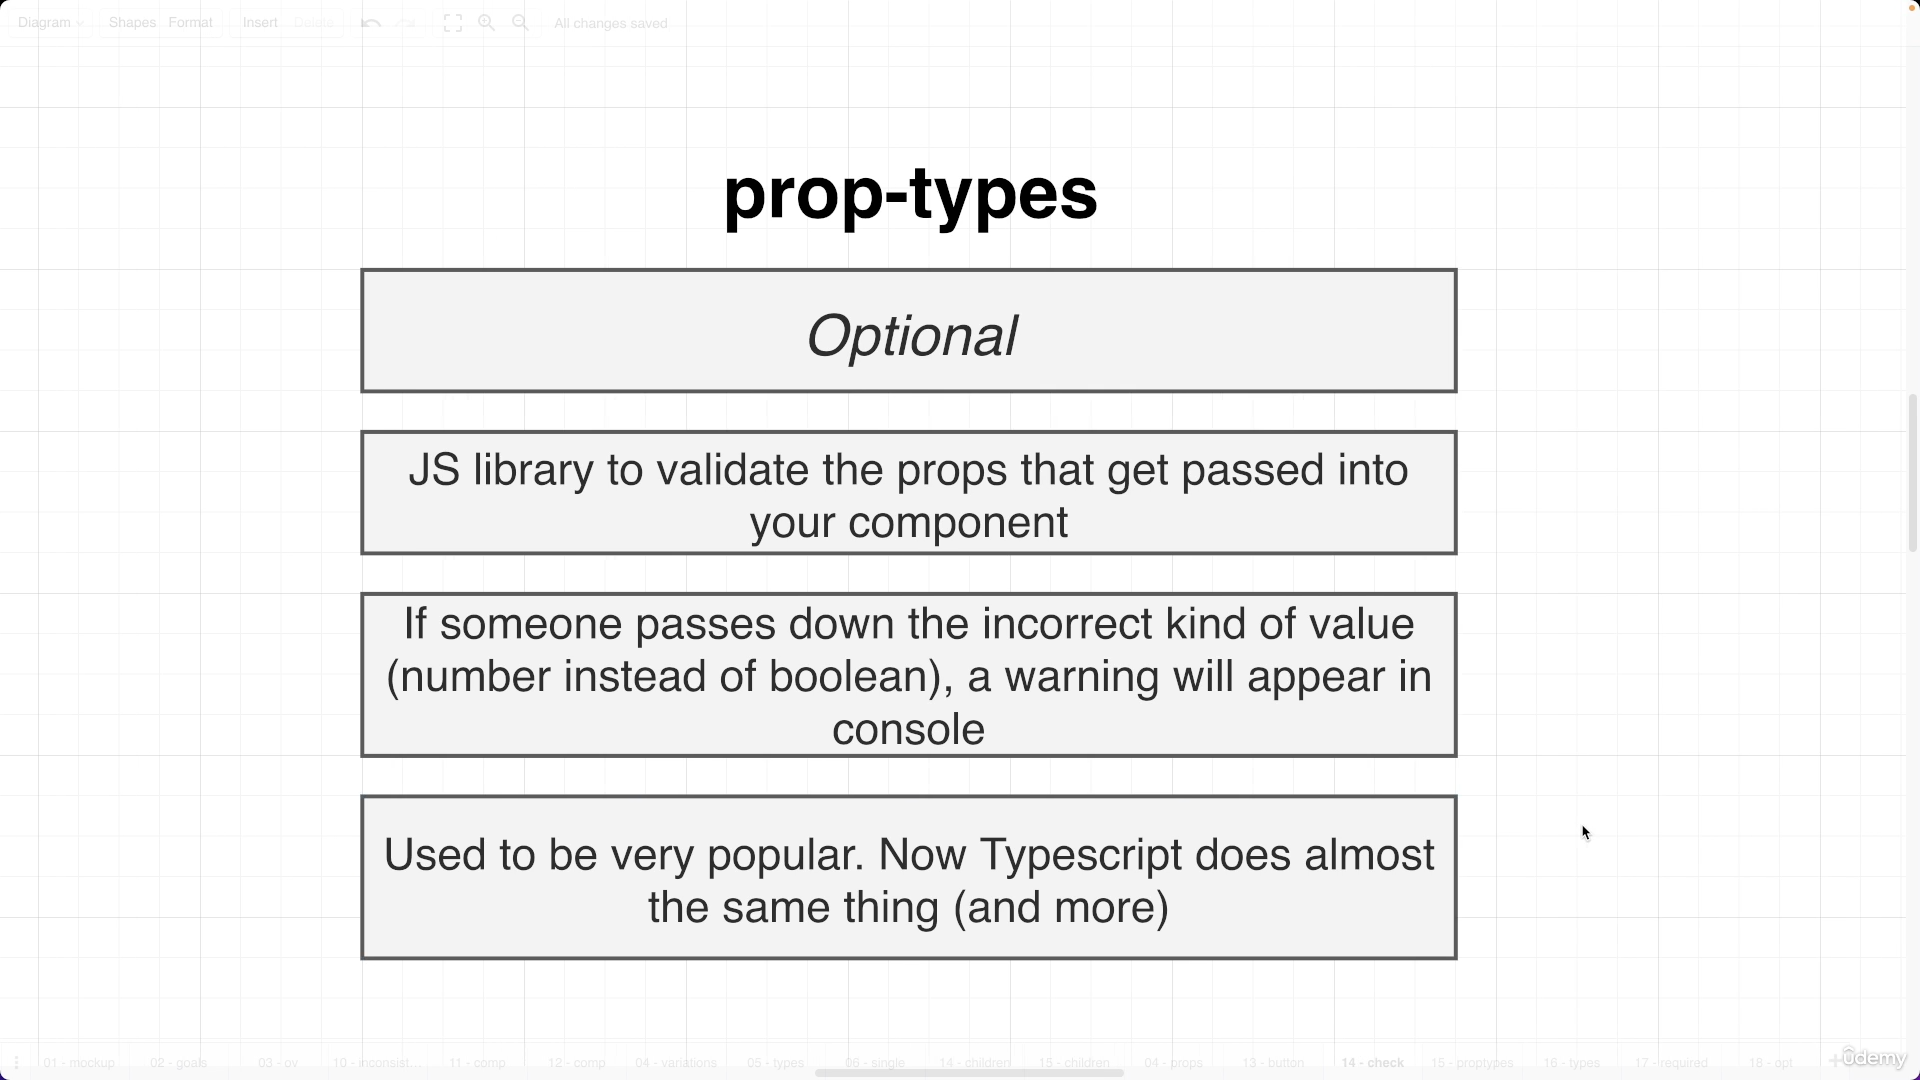 Diagram Shapes Format Insert Delete All changes saved
prop-types
Optional
JS library to validate the props that get passed into
your component
If someone passes down the incorrect kind of value
(number instead of boolean), a warning will appear in
console
Used to be very popular. Now Typescript does almost
the same thing (and more)
01 - mockup 02 - goals 03 - ov 10 - inconsist... 11 - comp 12 - comp 04 - variations 05 - types 06 - single 14 - children 15 - children 04 - props 13 - button 14 - check 15 - proptypes 16 - types 17 - required 18 - opt
ûdemy